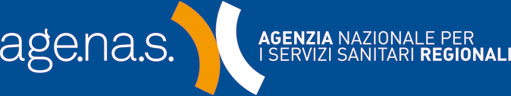 age.na.s.
AGENZIA NAZIONALE PER
I SERVIZI SANITARI REGIONALI